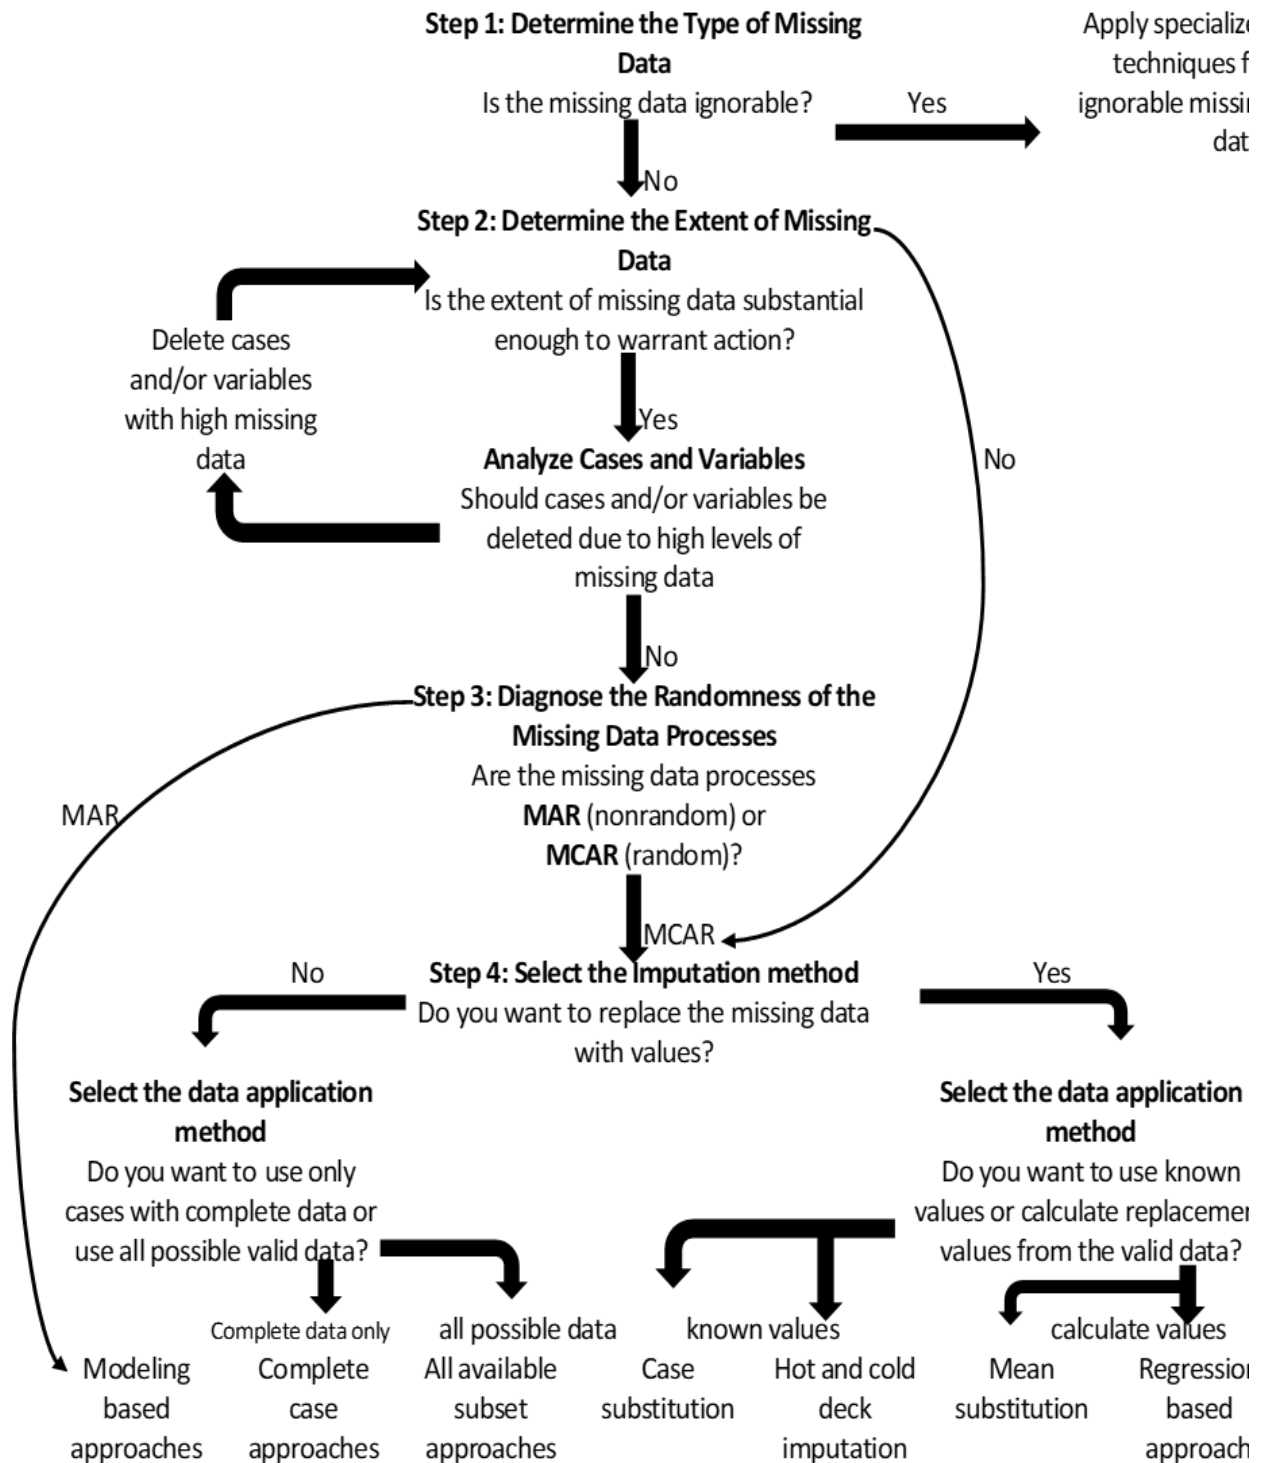 Step 1: Determine the Type of Missing
Data
Is the missing data ignorable?
Yes
Apply specialize
techniques f
ignorable missi
dat
No
Step 2: Determine the Extent of Missing
Data
Is the extent of missing data substantial
enough to warrant action?
Delete cases
and/or variables
with high missing
data
Yes
Analyze Cases and Variables
Should cases and/or variables be
deleted due to high levels of
missing data
No
No
Step 3: Diagnose the Randomness of the
Missing Data Processes
Are the missing data processes
MAR (nonrandom) or
MCAR (random)?
MAR
MCAR
Step 4: Select the Imputation method
Do you want to replace the missing data
with values?
No
Yes
Select the data application
method
Do you want to use only
cases with complete data or
use all possible valid data?
Select the data application
method
Do you want to use known
values or calculate replacemen
values from the valid data?
Complete data only
all possible data
known values
calculate values
Modeling
based
approaches
Complete
case
approaches
All available
subset
approaches
Case
substitution
Hot and cold
deck
imputation
Mean
substitution
Regression
based
approach